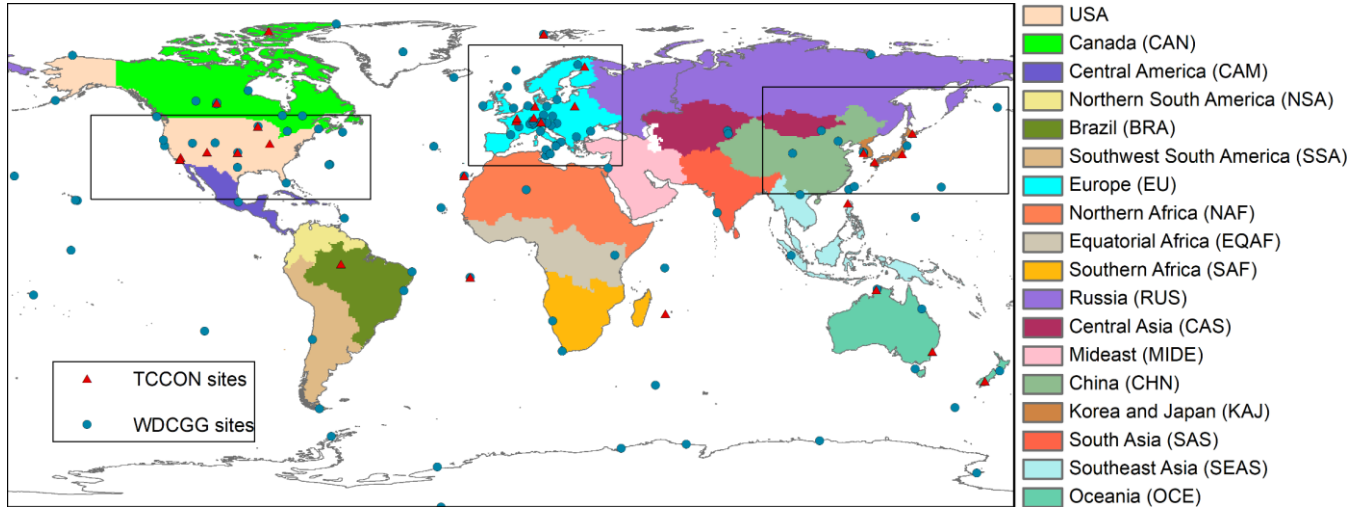 USA
Canada (CAN)
Central America (CAM)
Northern South America (NSA)
Brazil (BRA)
Southwest South America (SSA)
Europe (EU)
Northern Africa (NAF)
Equatorial Africa (EQAF)
Southern Africa (SAF)
Russia (RUS)
Central Asia (CAS)
Mideast (MIDE)
China (CHN)
Korea and Japan (KAJ)
South Asia (SAS)
Southeast Asia (SEAS)
Oceania (OCE)
TCCON sites
WDCGG sites